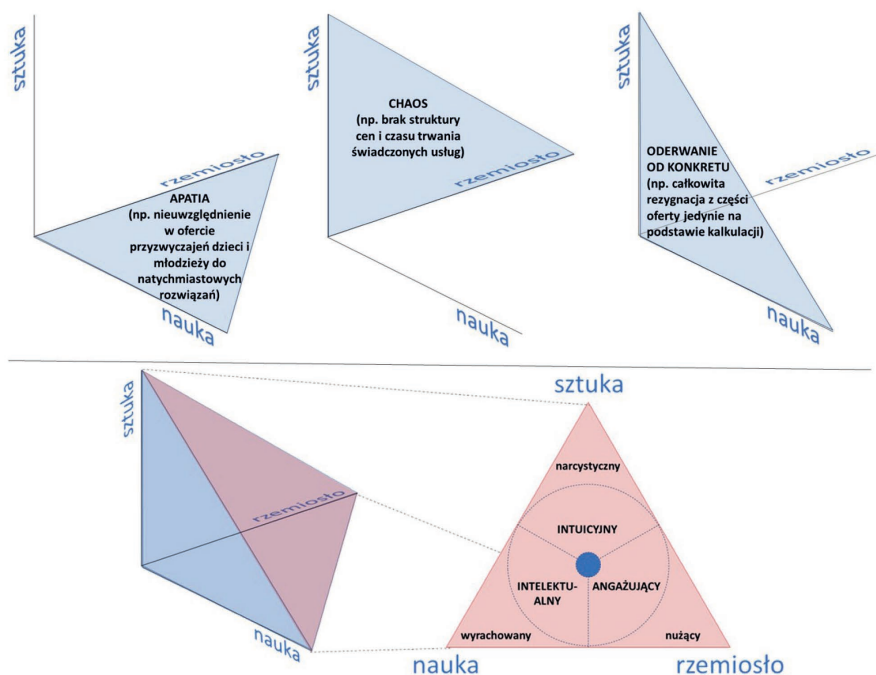 sztuka
rzemiosło
APATIA
(np. nieuwzględnienie
w ofercie
przyzwyczajeń dzieci i
młodzieży do
natychmiastowych
rozwiązań)
nauka
sztuka
CHAOS
(np. brak struktury
cen i czasu trwania
świadczonych usług)
rzemiosło
nauka
sztuka
ODERWANIE
OD KONKRETU
(np. całkowita
rezygnacja z części
oferty jedynie na
podstawie kalkulacji)
rzemiosło
nauka
sztuka
rzemiosło
nauka
sztuka
narcystyczny
INTUICYJNY
INTELEKTU-
ALNY
ANGAŻUJĄCY
wyrachowany
nużący
nauka
rzemiosło